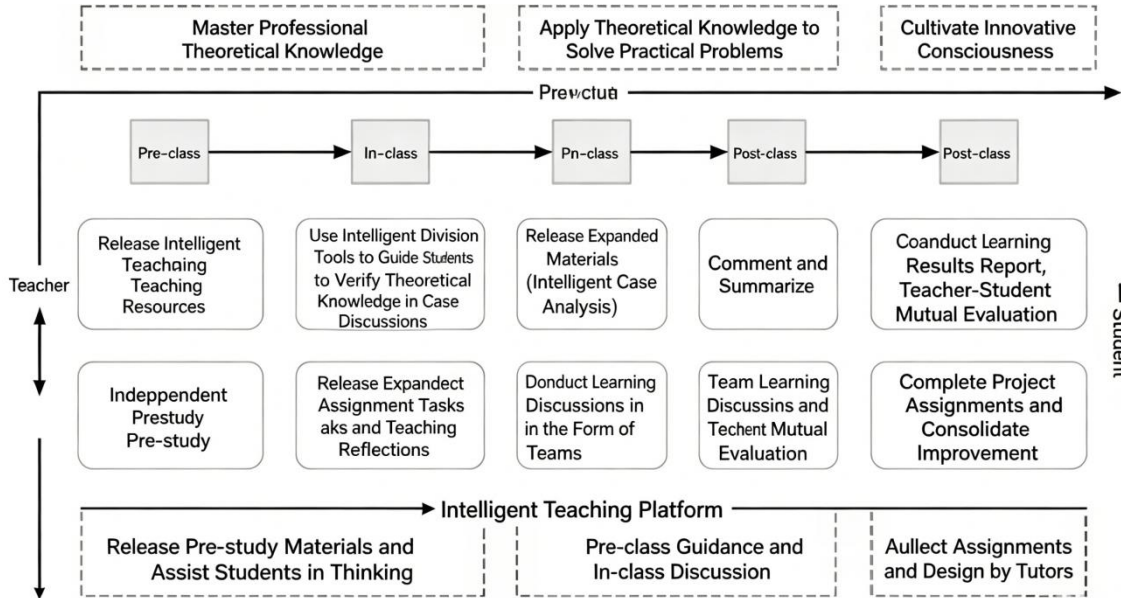 Master Professional
Theoretical Knowledge
Apply Theoretical Knowledge to
Solve Practical Problems
Cultivate Innovative
Consciousness
Pre-class
In-class
Pn-class
Post-class
Post-class
Teacher
Release Intelligent
Teaching
Resources
Use Intelligent Division
Tools to Guide Students
to Verify Theoretical
Knowledge in Case
Discussions
Release Expanded
Materials
(Intelligent Case
Analysis)
Comment and
Summarize
Coanduct Learning
Results Report,
Teacher-Student
Mutual Evaluation
Student
Indeppendent
Prestudy
Pre-study
Release Expandect
Assignment Tasks
aks and Teaching
Reflections
Donduct Learning
Discussions in
in the Form of
Teams
Team Learning
Discussins and
Techent Mutual
Evaluation
Complete Project
Assignments and
Consolidate
Improvement
Intelligent Teaching Platform
Release Pre-study Materials and
Assist Students in Thinking
Pre-class Guidance and
In-class Discussion
Aullect Assignments
and Design by Tutors